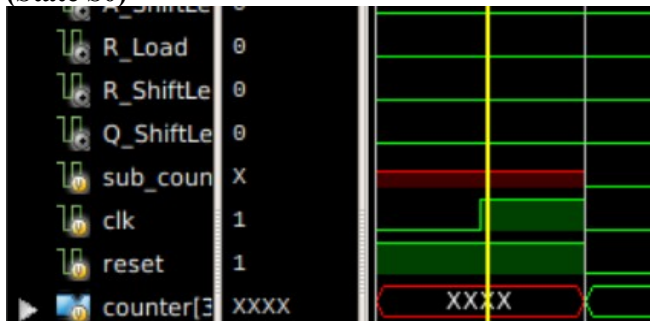 R_Load 0
R_ShiftLe 0
Q_ShiftLe 0
sub_coun X
clk 1
reset 1
counter[3 XXXX XXXX